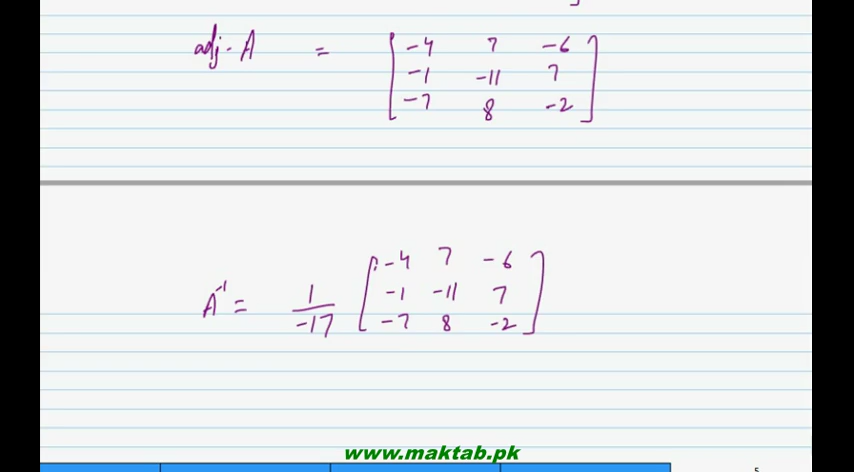 adj. A = [ -4 7 -6
-1 -11 7
-7 8 -2 ]
A⁻¹ = 1/-17 [ -4 7 -6
-1 -11 7
-7 8 -2 ]
www.maktab.pk
5